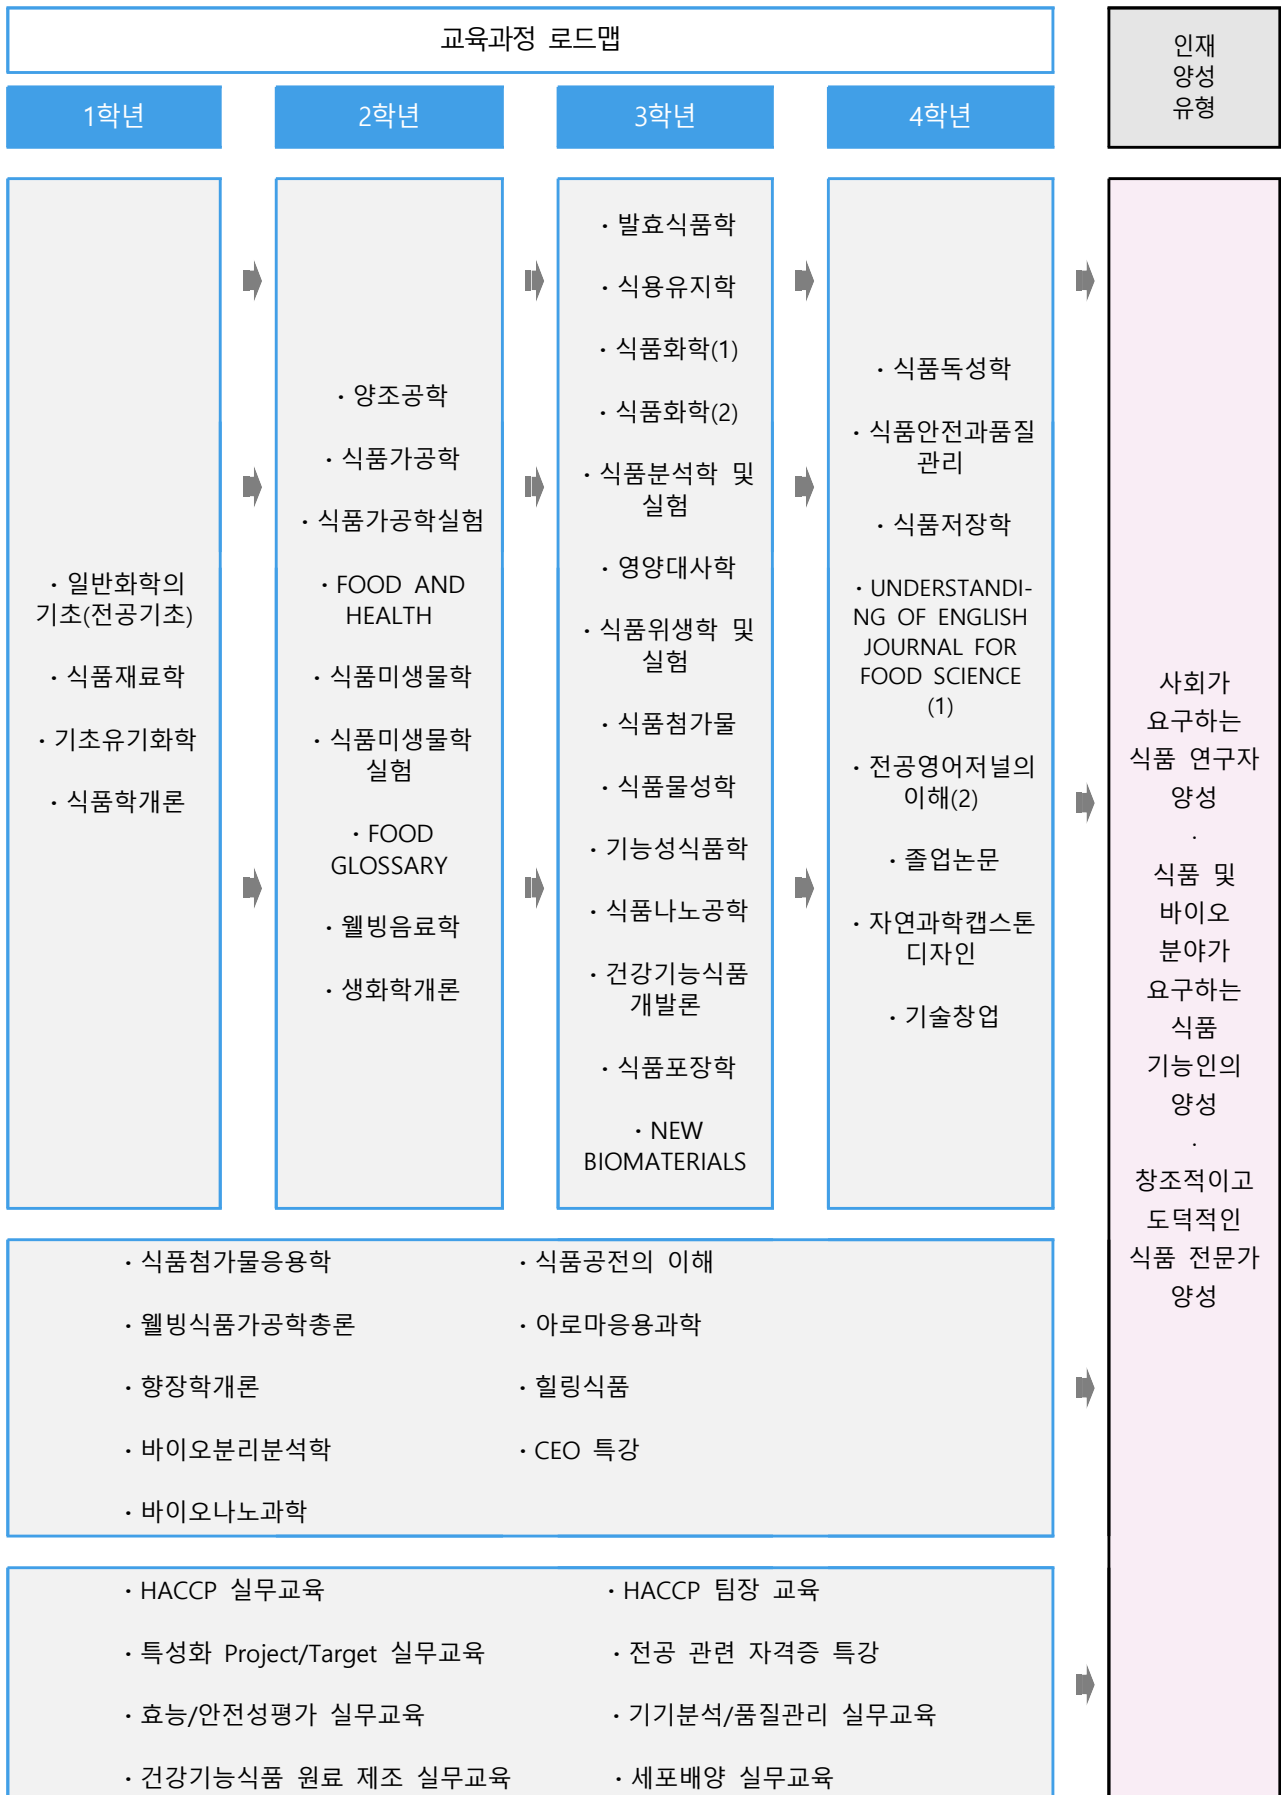 교육과정 로드맵
인재
양성
유형
1학년
2학년
3학년
4학년
· 일반화학의
기초(전공기초)
· 식품재료학
· 기초유기화학
· 식품학개론
· 양조공학
· 식품가공학
· 식품가공학실험
· FOOD AND
HEALTH
· 식품미생물학
· 식품미생물학
실험
· FOOD
GLOSSARY
· 웰빙음료학
· 생화학개론
· 발효식품학
· 식용유지학
· 식품화학(1)
· 식품화학(2)
· 식품분석학 및
실험
· 영양대사학
· 식품위생학 및
실험
· 식품첨가물
· 식품물성학
· 기능성식품학
· 식품나노공학
· 건강기능식품
개발론
· 식품포장학
· NEW
BIOMATERIALS
· 식품독성학
· 식품안전과품질
관리
· 식품저장학
· UNDERSTANDI-
NG OF ENGLISH
JOURNAL FOR
FOOD SCIENCE
(1)
· 전공영어저널의
이해(2)
· 졸업논문
· 자연과학캡스톤
디자인
· 기술창업
사회가
요구하는
식품 연구자
양성
·
식품 및
바이오
분야가
요구하는
식품
기능인의
양성
·
창조적이고
도덕적인
식품 전문가
양성
· 식품첨가물응용학
· 식품공전의 이해
· 웰빙식품가공학총론
· 아로마응용과학
· 향장학개론
· 힐링식품
· 바이오분리분석학
· CEO 특강
· 바이오나노과학
· HACCP 실무교육
· HACCP 팀장 교육
· 특성화 Project/Target 실무교육
· 전공 관련 자격증 특강
· 효능/안전성평가 실무교육
· 기기분석/품질관리 실무교육
· 건강기능식품 원료 제조 실무교육
· 세포배양 실무교육